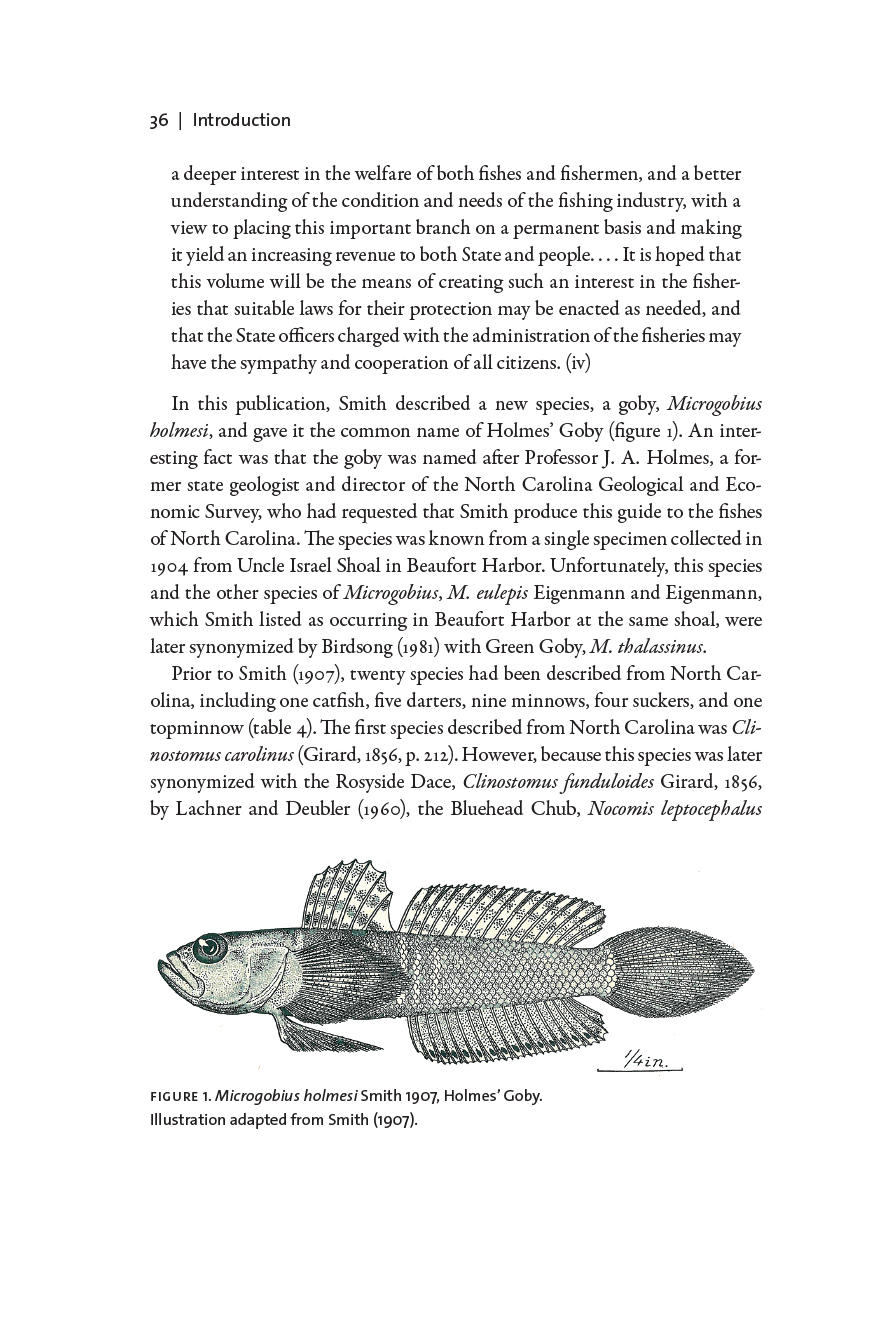 36 | Introduction
a deeper interest in the welfare of both fishes and fishermen, and a better
understanding of the condition and needs of the fishing industry, with a
view to placing this important branch on a permanent basis and making
it yield an increasing revenue to both State and people. . . . It is hoped that
this volume will be the means of creating such an interest in the fisher-
ies that suitable laws for their protection may be enacted as needed, and
that the State officers charged with the administration of the fisheries may
have the sympathy and cooperation of all citizens. (iv)
In this publication, Smith described a new species, a goby, Microgobius
holmesi, and gave it the common name of Holmes’ Goby (figure 1). An inter-
esting fact was that the goby was named after Professor J. A. Holmes, a for-
mer state geologist and director of the North Carolina Geological and Eco-
nomic Survey, who had requested that Smith produce this guide to the fishes
of North Carolina. The species was known from a single specimen collected in
1904 from Uncle Israel Shoal in Beaufort Harbor. Unfortunately, this species
and the other species of Microgobius, M. eulepis Eigenmann and Eigenmann,
which Smith listed as occurring in Beaufort Harbor at the same shoal, were
later synonymized by Birdsong (1981) with Green Goby, M. thalassinus.
Prior to Smith (1907), twenty species had been described from North Car-
olina, including one catfish, five darters, nine minnows, four suckers, and one
topminnow (table 4). The first species described from North Carolina was Cli-
nostomus carolinus (Girard, 1856, p. 212). However, because this species was later
synonymized with the Rosyside Dace, Clinostomus funduloides Girard, 1856,
by Lachner and Deubler (1960), the Bluehead Chub, Nocomis leptocephalus
1/4in.
FIGURE 1. Microgobius holmesi Smith 1907, Holmes’ Goby.
Illustration adapted from Smith (1907).